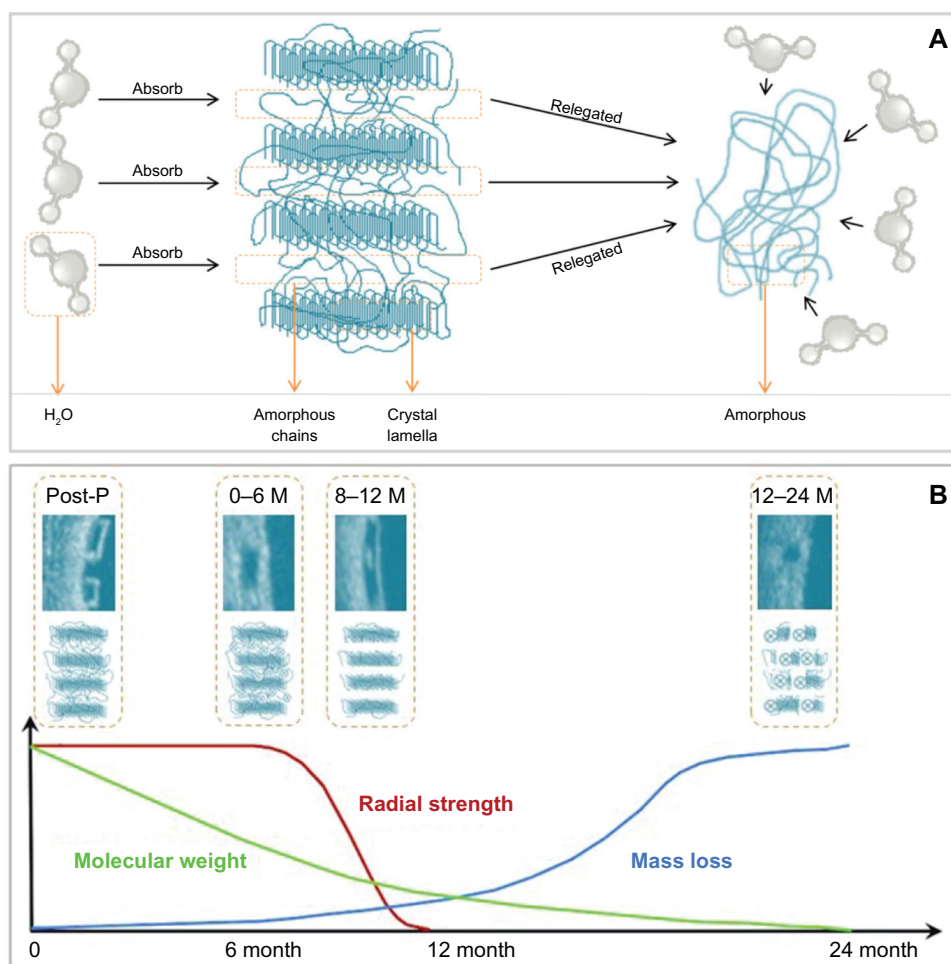 A
Absorb
Relegated
Absorb
Absorb
Relegated
H₂O
Amorphous
chains
Crystal
lamella
Amorphous
B
Post-P
0–6 M
8–12 M
12–24 M
Radial strength
Molecular weight
Mass loss
0
6 month
12 month
24 month